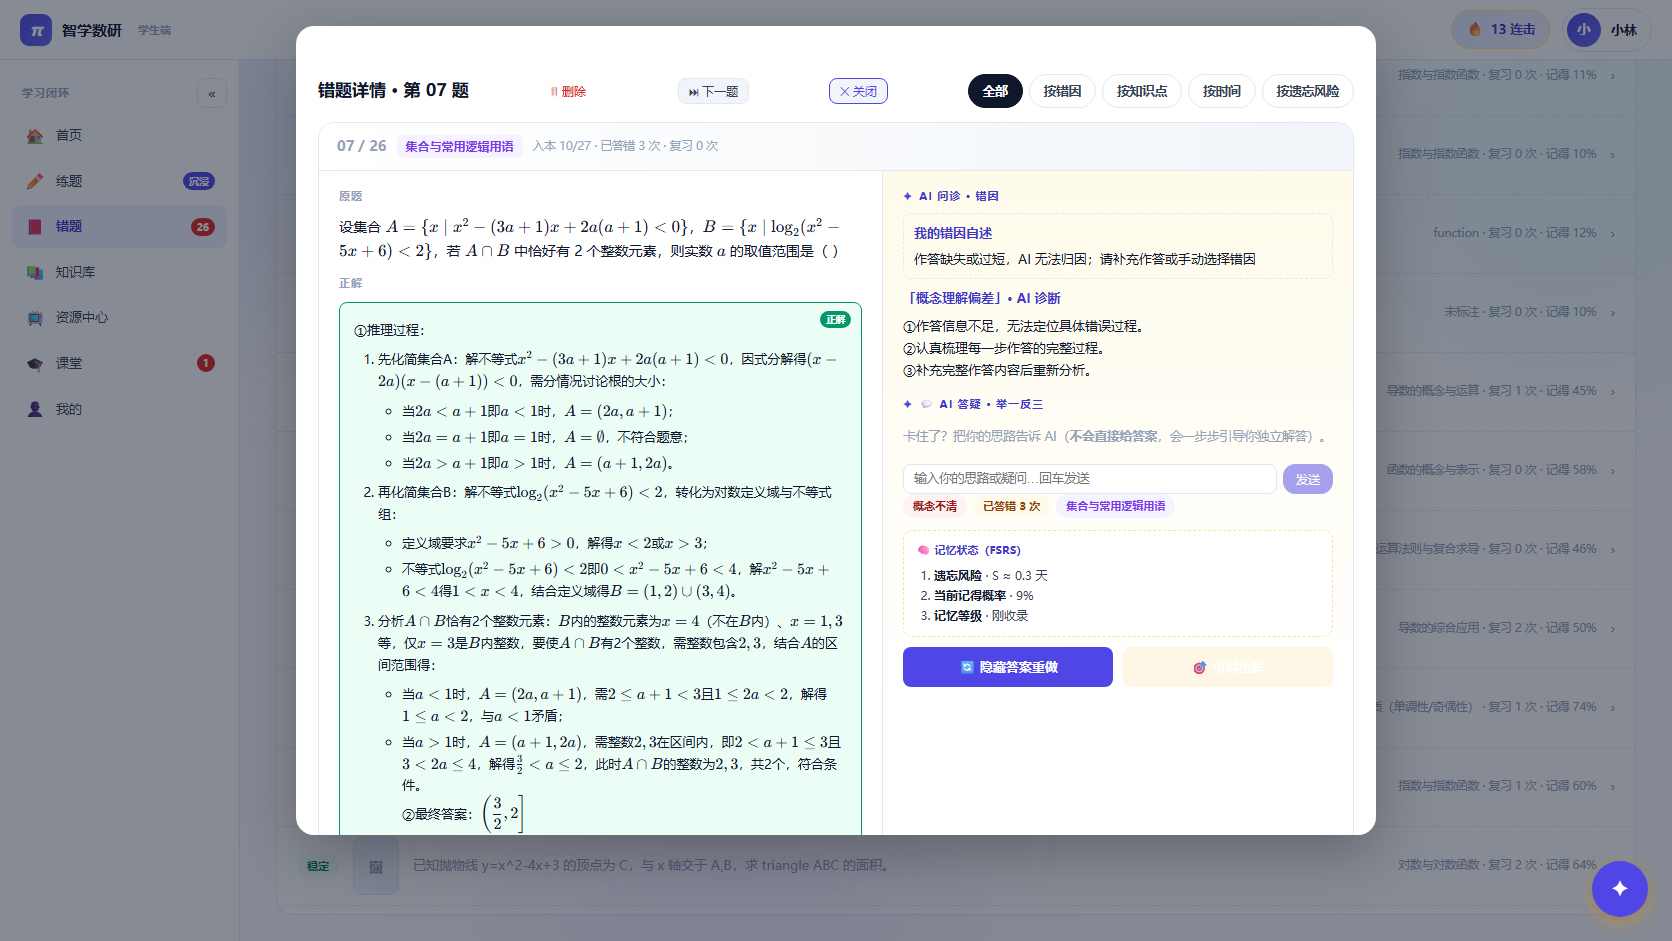 π 智学数研 学生端
13 连击
小 小林
学习闭环
«
首页
练题 沉浸
错题 26
知识库
资源中心
课堂 1
我的
错题详情 • 第 07 题
删除
下一题
关闭
全部
按错因
按知识点
按时间
按遗忘风险
07 / 26 集合与常用逻辑用语 入本 10/27 · 已答错 3 次 · 复习 0 次
原题
设集合 A = {x | x² − (3a + 1)x + 2a(a + 1) < 0}，B = {x | log₂(x² −
5x + 6) < 2}，若 A ∩ B 中恰好有 2 个整数元素，则实数 a 的取值范围是（ ）
正解
正解
①推理过程：
1. 先化简集合A：解不等式x² − (3a + 1)x + 2a(a + 1) < 0，因式分解得(x −
2a)(x − (a + 1)) < 0，需分情况讨论根的大小：
当2a < a + 1即a < 1时，A = (2a, a + 1)；
当2a = a + 1即a = 1时，A = ∅，不符合题意；
当2a > a + 1即a > 1时，A = (a + 1, 2a)。
2. 再化简集合B：解不等式log₂(x² − 5x + 6) < 2，转化为对数定义域与不等式
组：
定义域要求x² − 5x + 6 > 0，解得x < 2或x > 3；
不等式log₂(x² − 5x + 6) < 2即0 < x² − 5x + 6 < 4，解x² − 5x +
6 < 4得1 < x < 4，结合定义域得B = (1, 2) ∪ (3, 4)。
3. 分析A ∩ B恰有2个整数元素：B内的整数元素为x = 4（不在B内）、x = 1, 3
等，仅x = 3是B内整数，要使A ∩ B有2个整数，需整数包含2, 3，结合A的区
间范围得：
当a < 1时，A = (2a, a + 1)，需2 ≤ a + 1 < 3且1 ≤ 2a < 2，解得
1 ≤ a < 2，与a < 1矛盾；
当a > 1时，A = (a + 1, 2a)，需整数2, 3在区间内，即2 < a + 1 ≤ 3且
3 < 2a ≤ 4，解得3/2 < a ≤ 2，此时A ∩ B的整数为2, 3，共2个，符合条
件。
②最终答案：(3/2, 2]
AI 问诊 • 错因
我的错因自述
作答缺失或过短，AI 无法归因；请补充作答或手动选择错因
「概念理解偏差」• AI 诊断
①作答信息不足，无法定位具体错误过程。
②认真梳理每一步作答的完整过程。
③补充完整作答内容后重新分析。
AI 答疑 • 举一反三
卡住了？把你的思路告诉 AI（不会直接给答案，会一步步引导你独立解答）。
输入你的思路或疑问...回车发送
发送
概念不清 已答错 3 次 集合与常用逻辑用语
记忆状态（FSRS）
1. 遗忘风险 · S ≈ 0.3 天
2. 当前记得概率 · 9%
3. 记忆等级 · 刚收录
隐藏答案重做
指数与指数函数 · 复习 0 次 · 记得 11% ›
指数与指数函数 · 复习 0 次 · 记得 10% ›
function · 复习 0 次 · 记得 12% ›
未标注 · 复习 0 次 · 记得 10% ›
导数的概念与运算 · 复习 1 次 · 记得 45% ›
函数的概念与表示 · 复习 0 次 · 记得 58% ›
运算法则与复合求导 · 复习 0 次 · 记得 46% ›
导数的综合应用 · 复习 2 次 · 记得 50% ›
（单调性/奇偶性） · 复习 1 次 · 记得 74% ›
指数与指数函数 · 复习 1 次 · 记得 60% ›
稳定 已知抛物线 y=x^2-4x+3 的顶点为 C，与 x 轴交于 A,B，求 triangle ABC 的面积。 对数与对数函数 · 复习 2 次 · 记得 64%